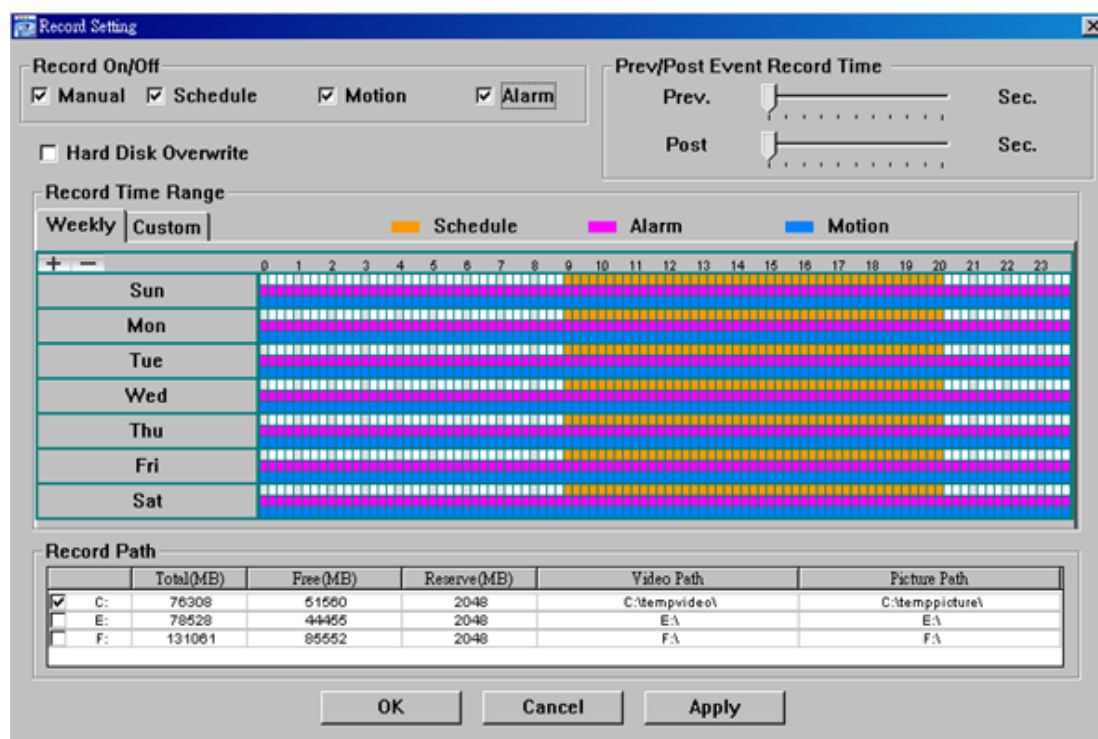 Record Setting
Record On/Off
Manual Schedule Motion Alarm
Prev/Post Event Record Time
Prev. Sec.
Post Sec.
Hard Disk Overwrite
Record Time Range
Weekly Custom Schedule Alarm Motion
+ − 0 1 2 3 4 5 6 7 8 9 10 11 12 13 14 15 16 17 18 19 20 21 22 23
Sun
Mon
Tue
Wed
Thu
Fri
Sat
Record Path
Total(MB) Free(MB) Reserve(MB) Video Path Picture Path
C: 76308 51560 2048 C:\tempvideo\ C:\temppicture\
E: 78528 44455 2048 E:\ E:\
F: 131061 85552 2048 F:\ F:\
OK Cancel Apply